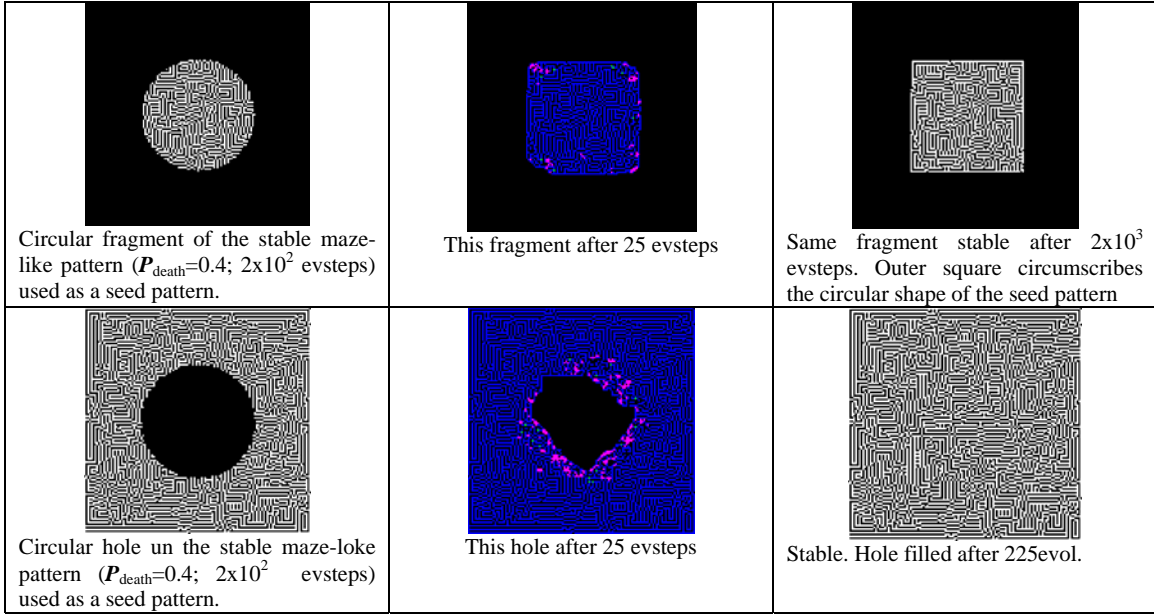 Circular fragment of the stable maze-
like pattern (P_death=0.4; 2x10² evsteps)
used as a seed pattern.
This fragment after 25 evsteps
Same fragment stable after 2x10³
evsteps. Outer square circumscribes
the circular shape of the seed pattern
Circular hole un the stable maze-loke
pattern (P_death=0.4; 2x10² evsteps)
used as a seed pattern.
This hole after 25 evsteps
Stable. Hole filled after 225evol.